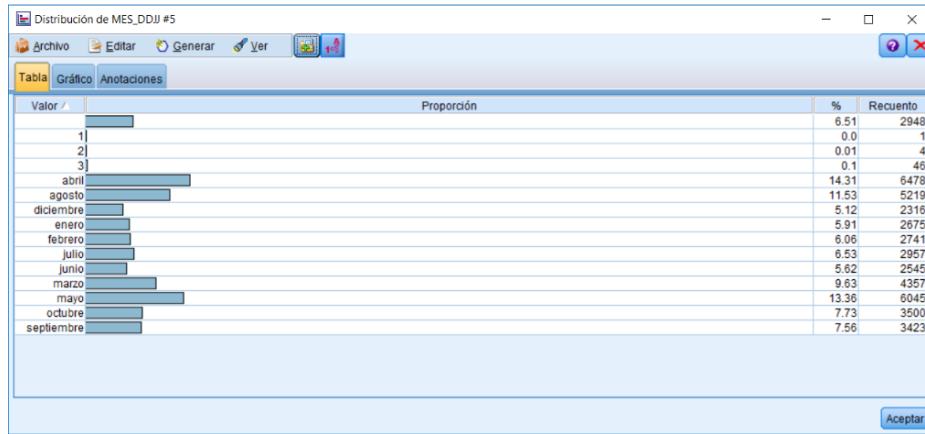 Distribución de MES_DDJJ #5
Archivo Editar Generar Ver
Tabla Gráfico Anotaciones
Valor Proporción % Recuento
6.51 2948
1 0.0 1
2 0.01 4
3 0.1 46
abril 14.31 6478
agosto 11.53 5219
diciembre 5.12 2316
enero 5.91 2675
febrero 6.06 2741
julio 6.53 2957
junio 5.62 2545
marzo 9.63 4357
mayo 13.36 6045
octubre 7.73 3500
septiembre 7.56 3423
Aceptar